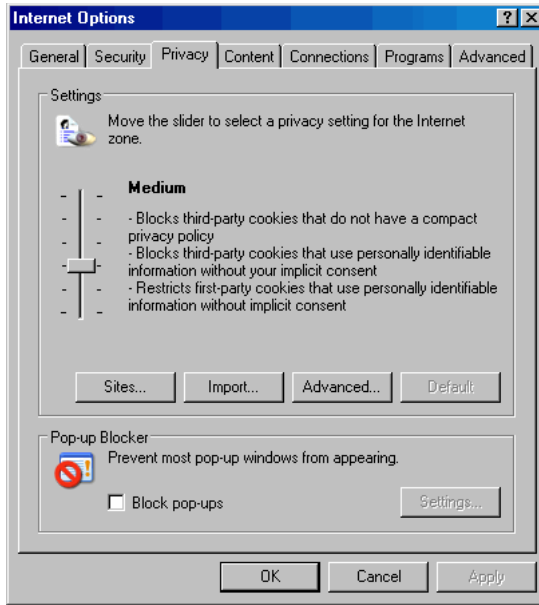 Internet Options
General Security Privacy Content Connections Programs Advanced
Settings
Move the slider to select a privacy setting for the Internet
zone.
Medium
- Blocks third-party cookies that do not have a compact
privacy policy
- Blocks third-party cookies that use personally identifiable
information without your implicit consent
- Restricts first-party cookies that use personally identifiable
information without implicit consent
Sites... Import... Advanced... Default
Pop-up Blocker
Prevent most pop-up windows from appearing.
Block pop-ups Settings...
OK Cancel Apply